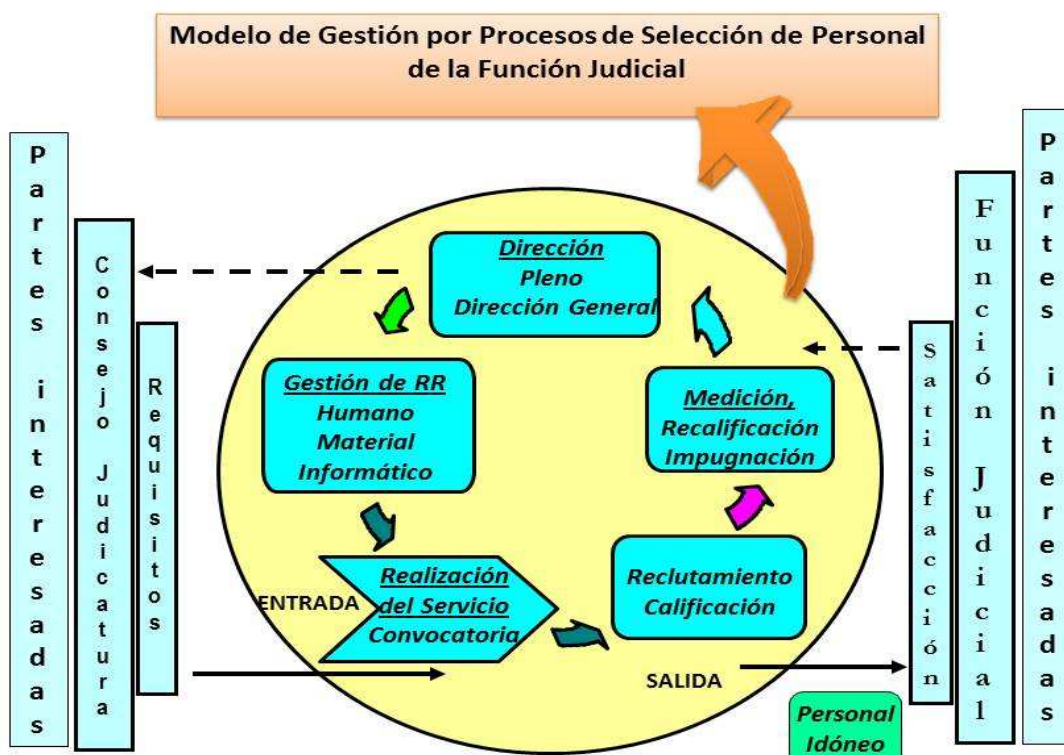 Modelo de Gestión por Procesos de Selección de Personal
de la Función Judicial
Partes interesadas
Consejo Judicatura
Requisitos
Dirección
Pleno
Dirección General
Gestión de RR
Humano
Material
Informático
Medición,
Recalificación
Impugnación
ENTRADA
Realización
del Servicio
Convocatoria
Reclutamiento
Calificación
SALIDA
Personal
Idóneo
Satisfacción
Función Judicial
Partes interesadas